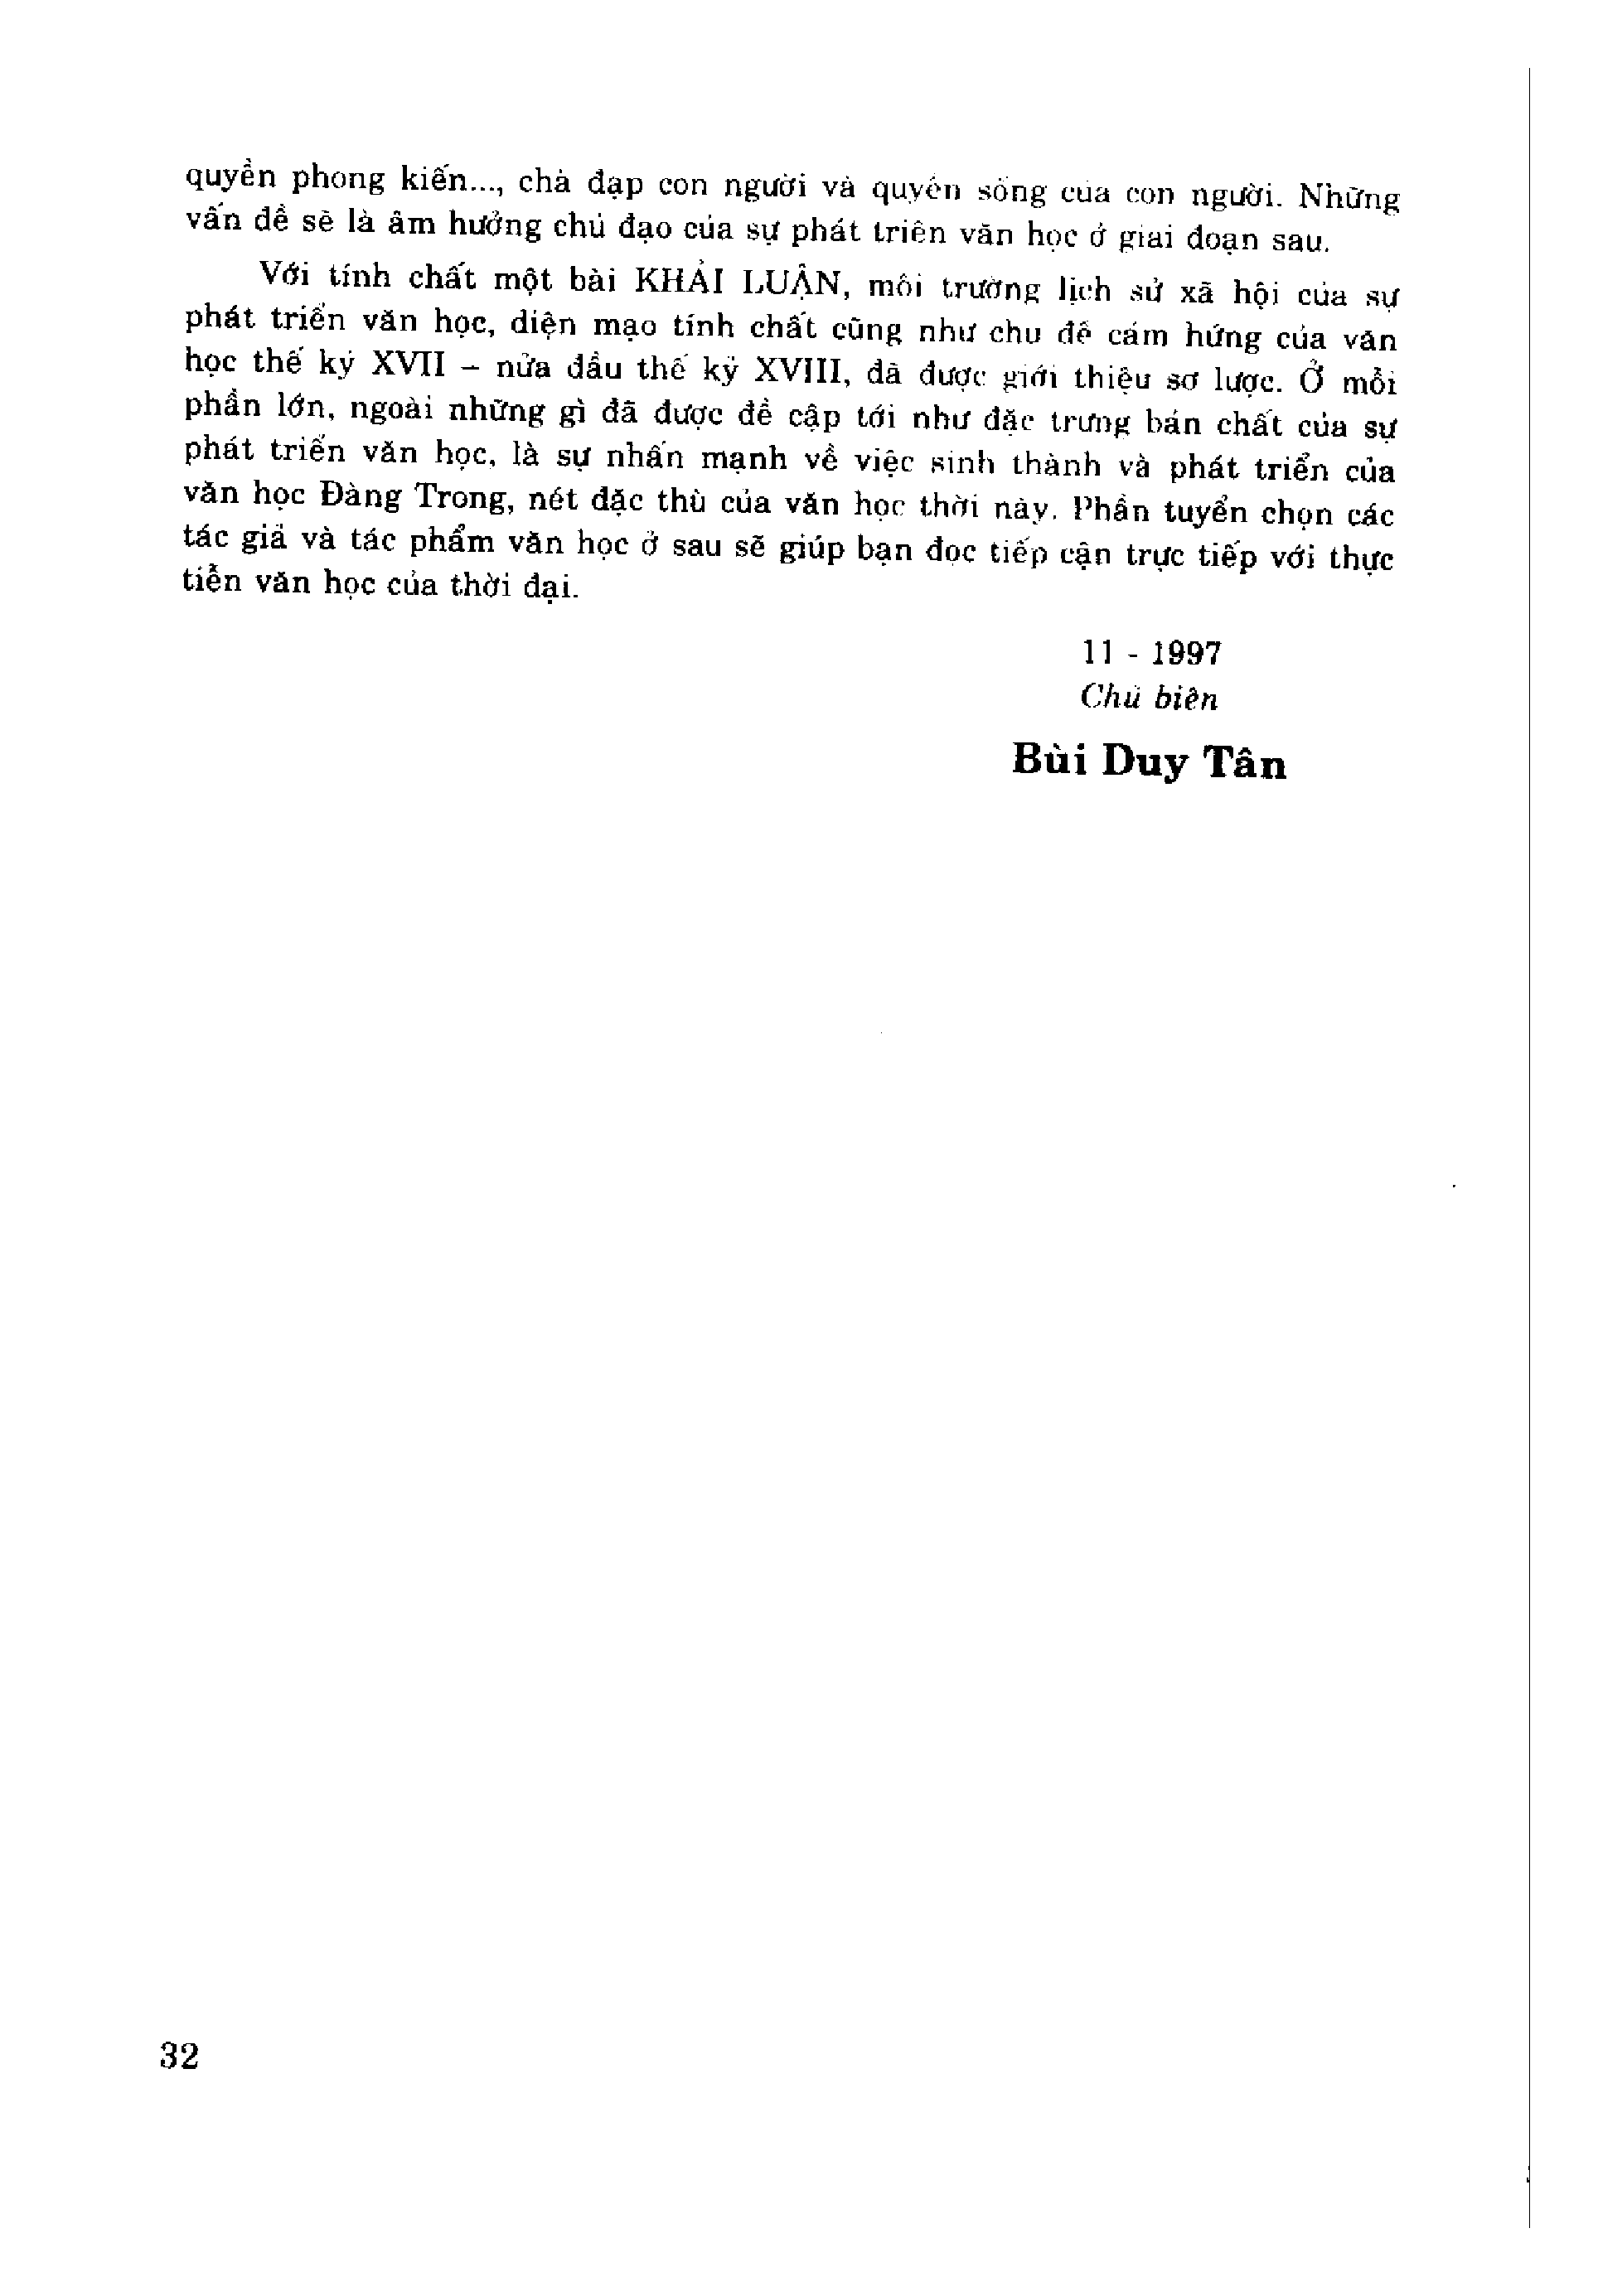 quyền phong kiến..., chà đạp con người và quyền sống của con người. Những
vấn đề sẽ là âm hưởng chủ đạo của sự phát triển văn học ở giai đoạn sau.
Với tính chất một bài KHẢI LUẬN, môi trường lịch sử xã hội của sự
phát triển văn học, diện mạo tính chất cũng như chủ đề cảm hứng của văn
học thế kỷ XVII – nửa đầu thế kỷ XVIII, đã được giới thiệu sơ lược. Ở mỗi
phần lớn, ngoài những gì đã được đề cập tới như đặc trưng bản chất của sự
phát triển văn học, là sự nhấn mạnh về việc sinh thành và phát triển của
văn học Đàng Trong, nét đặc thù của văn học thời này. Phần tuyển chọn các
tác giả và tác phẩm văn học ở sau sẽ giúp bạn đọc tiếp cận trực tiếp với thực
tiễn văn học của thời đại.
11 - 1997
Chủ biên
Bùi Duy Tân
32